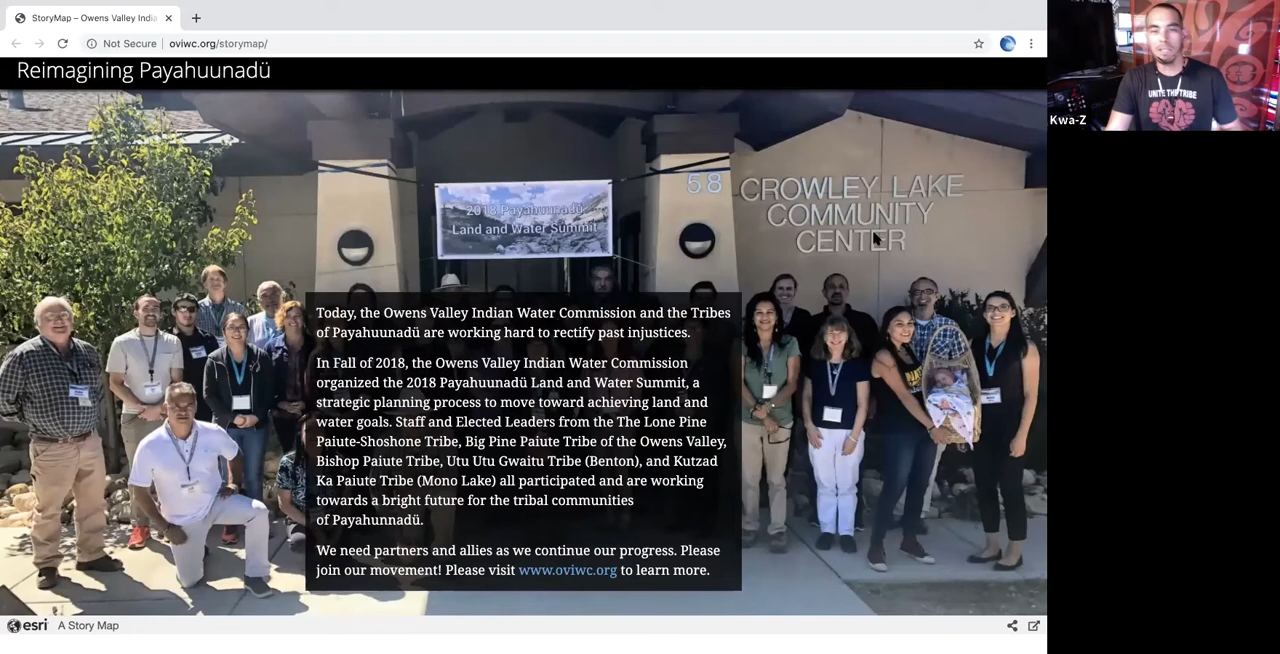 StoryMap – Owens Valley India
Not Secure oviwc.org/storymap/
Reimagining Payahuunadü
Kwa-Z
UNITE THE TRIBE
2018 Payahuunadü
Land and Water Summit
58 CROWLEY LAKE
COMMUNITY
CENTER
Today, the Owens Valley Indian Water Commission and the Tribes
of Payahuunadü are working hard to rectify past injustices.
In Fall of 2018, the Owens Valley Indian Water Commission
organized the 2018 Payahuunadü Land and Water Summit, a
strategic planning process to move toward achieving land and
water goals. Staff and Elected Leaders from the The Lone Pine
Paiute-Shoshone Tribe, Big Pine Paiute Tribe of the Owens Valley,
Bishop Paiute Tribe, Utu Utu Gwaitu Tribe (Benton), and Kutzad
Ka Paiute Tribe (Mono Lake) all participated and are working
towards a bright future for the tribal communities
of Payahunnadü.
We need partners and allies as we continue our progress. Please
join our movement! Please visit www.oviwc.org to learn more.
esri A Story Map